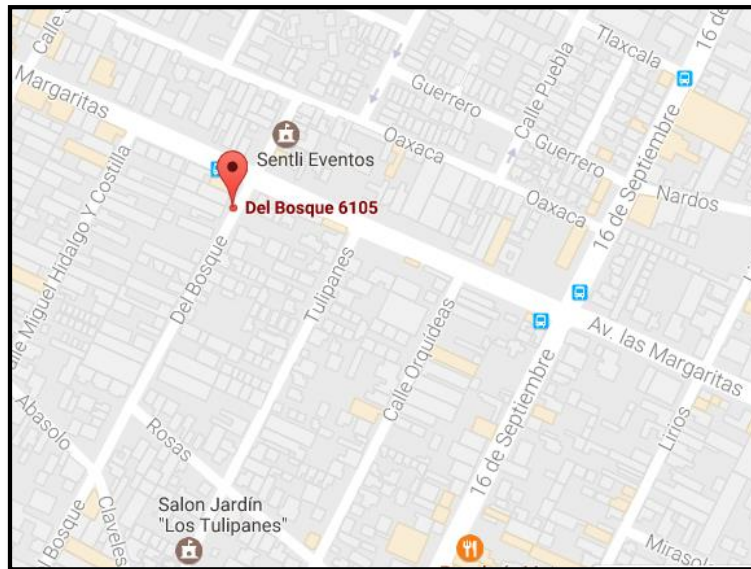 Calle
Tlaxcala
16 de
Margaritas
Guerrero
Calle Puebla
Sentli Eventos
Oaxaca
Guerrero
Nardos
Oaxaca
16 de Septiembre
Del Bosque 6105
Calle Miguel Hidalgo Y Costilla
Del Bosque
Tulipanes
Calle Orquídeas
Av. las Margaritas
16 de Septiembre
Lirios
Abasolo
Rosas
Salon Jardín
"Los Tulipanes"
Claveles
Bosque
Mirasol